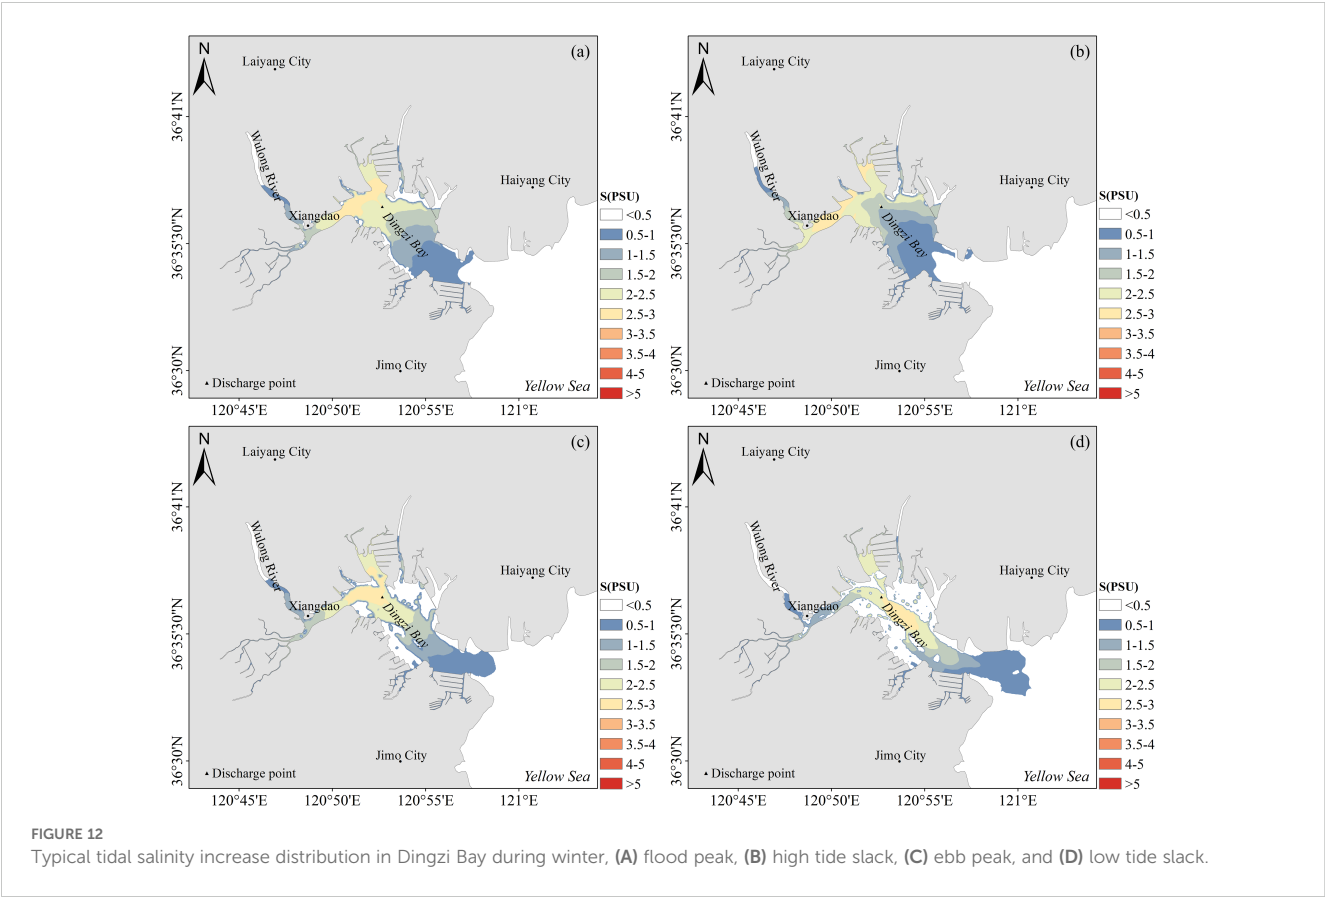 N
(a)
Laiyang City
36°41'N
Wulong River
Haiyang City
Xiangdao
Dingzi Bay
36°35'30"N
S(PSU)
<0.5
0.5-1
1-1.5
1.5-2
2-2.5
2.5-3
3-3.5
3.5-4
4-5
>5
36°30'N
Jimo City
Discharge point
Yellow Sea
120°45'E 120°50'E 120°55'E 121°E
N
(b)
Laiyang City
36°41'N
Wulong River
Haiyang City
Xiangdao
Dingzi Bay
36°35'30"N
S(PSU)
<0.5
0.5-1
1-1.5
1.5-2
2-2.5
2.5-3
3-3.5
3.5-4
4-5
>5
36°30'N
Jimo City
Discharge point
Yellow Sea
120°45'E 120°50'E 120°55'E 121°E
N
(c)
Laiyang City
36°41'N
Wulong River
Haiyang City
Xiangdao
Dingzi Bay
36°35'30"N
S(PSU)
<0.5
0.5-1
1-1.5
1.5-2
2-2.5
2.5-3
3-3.5
3.5-4
4-5
>5
36°30'N
Jimo City
Discharge point
Yellow Sea
120°45'E 120°50'E 120°55'E 121°E
N
(d)
Laiyang City
36°41'N
Wulong River
Haiyang City
Xiangdao
Dingzi Bay
36°35'30"N
S(PSU)
<0.5
0.5-1
1-1.5
1.5-2
2-2.5
2.5-3
3-3.5
3.5-4
4-5
>5
36°30'N
Jimo City
Discharge point
Yellow Sea
120°45'E 120°50'E 120°55'E 121°E
FIGURE 12
Typical tidal salinity increase distribution in Dingzi Bay during winter, (A) flood peak, (B) high tide slack, (C) ebb peak, and (D) low tide slack.